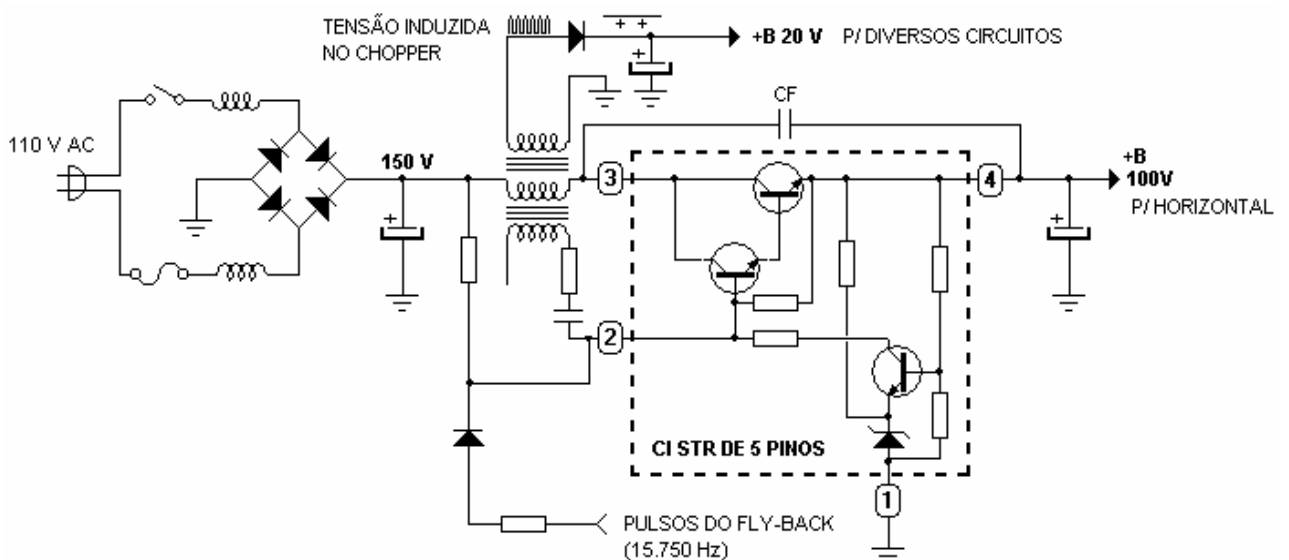 TENSÃO INDUZIDA
NO CHOPPER
+ +
+
+B 20 V P/ DIVERSOS CIRCUITOS
110 V AC
150 V
+
CF
3
4
+B
100V
P/ HORIZONTAL
+
2
CI STR DE 5 PINOS
1
PULSOS DO FLY-BACK
(15.750 Hz)